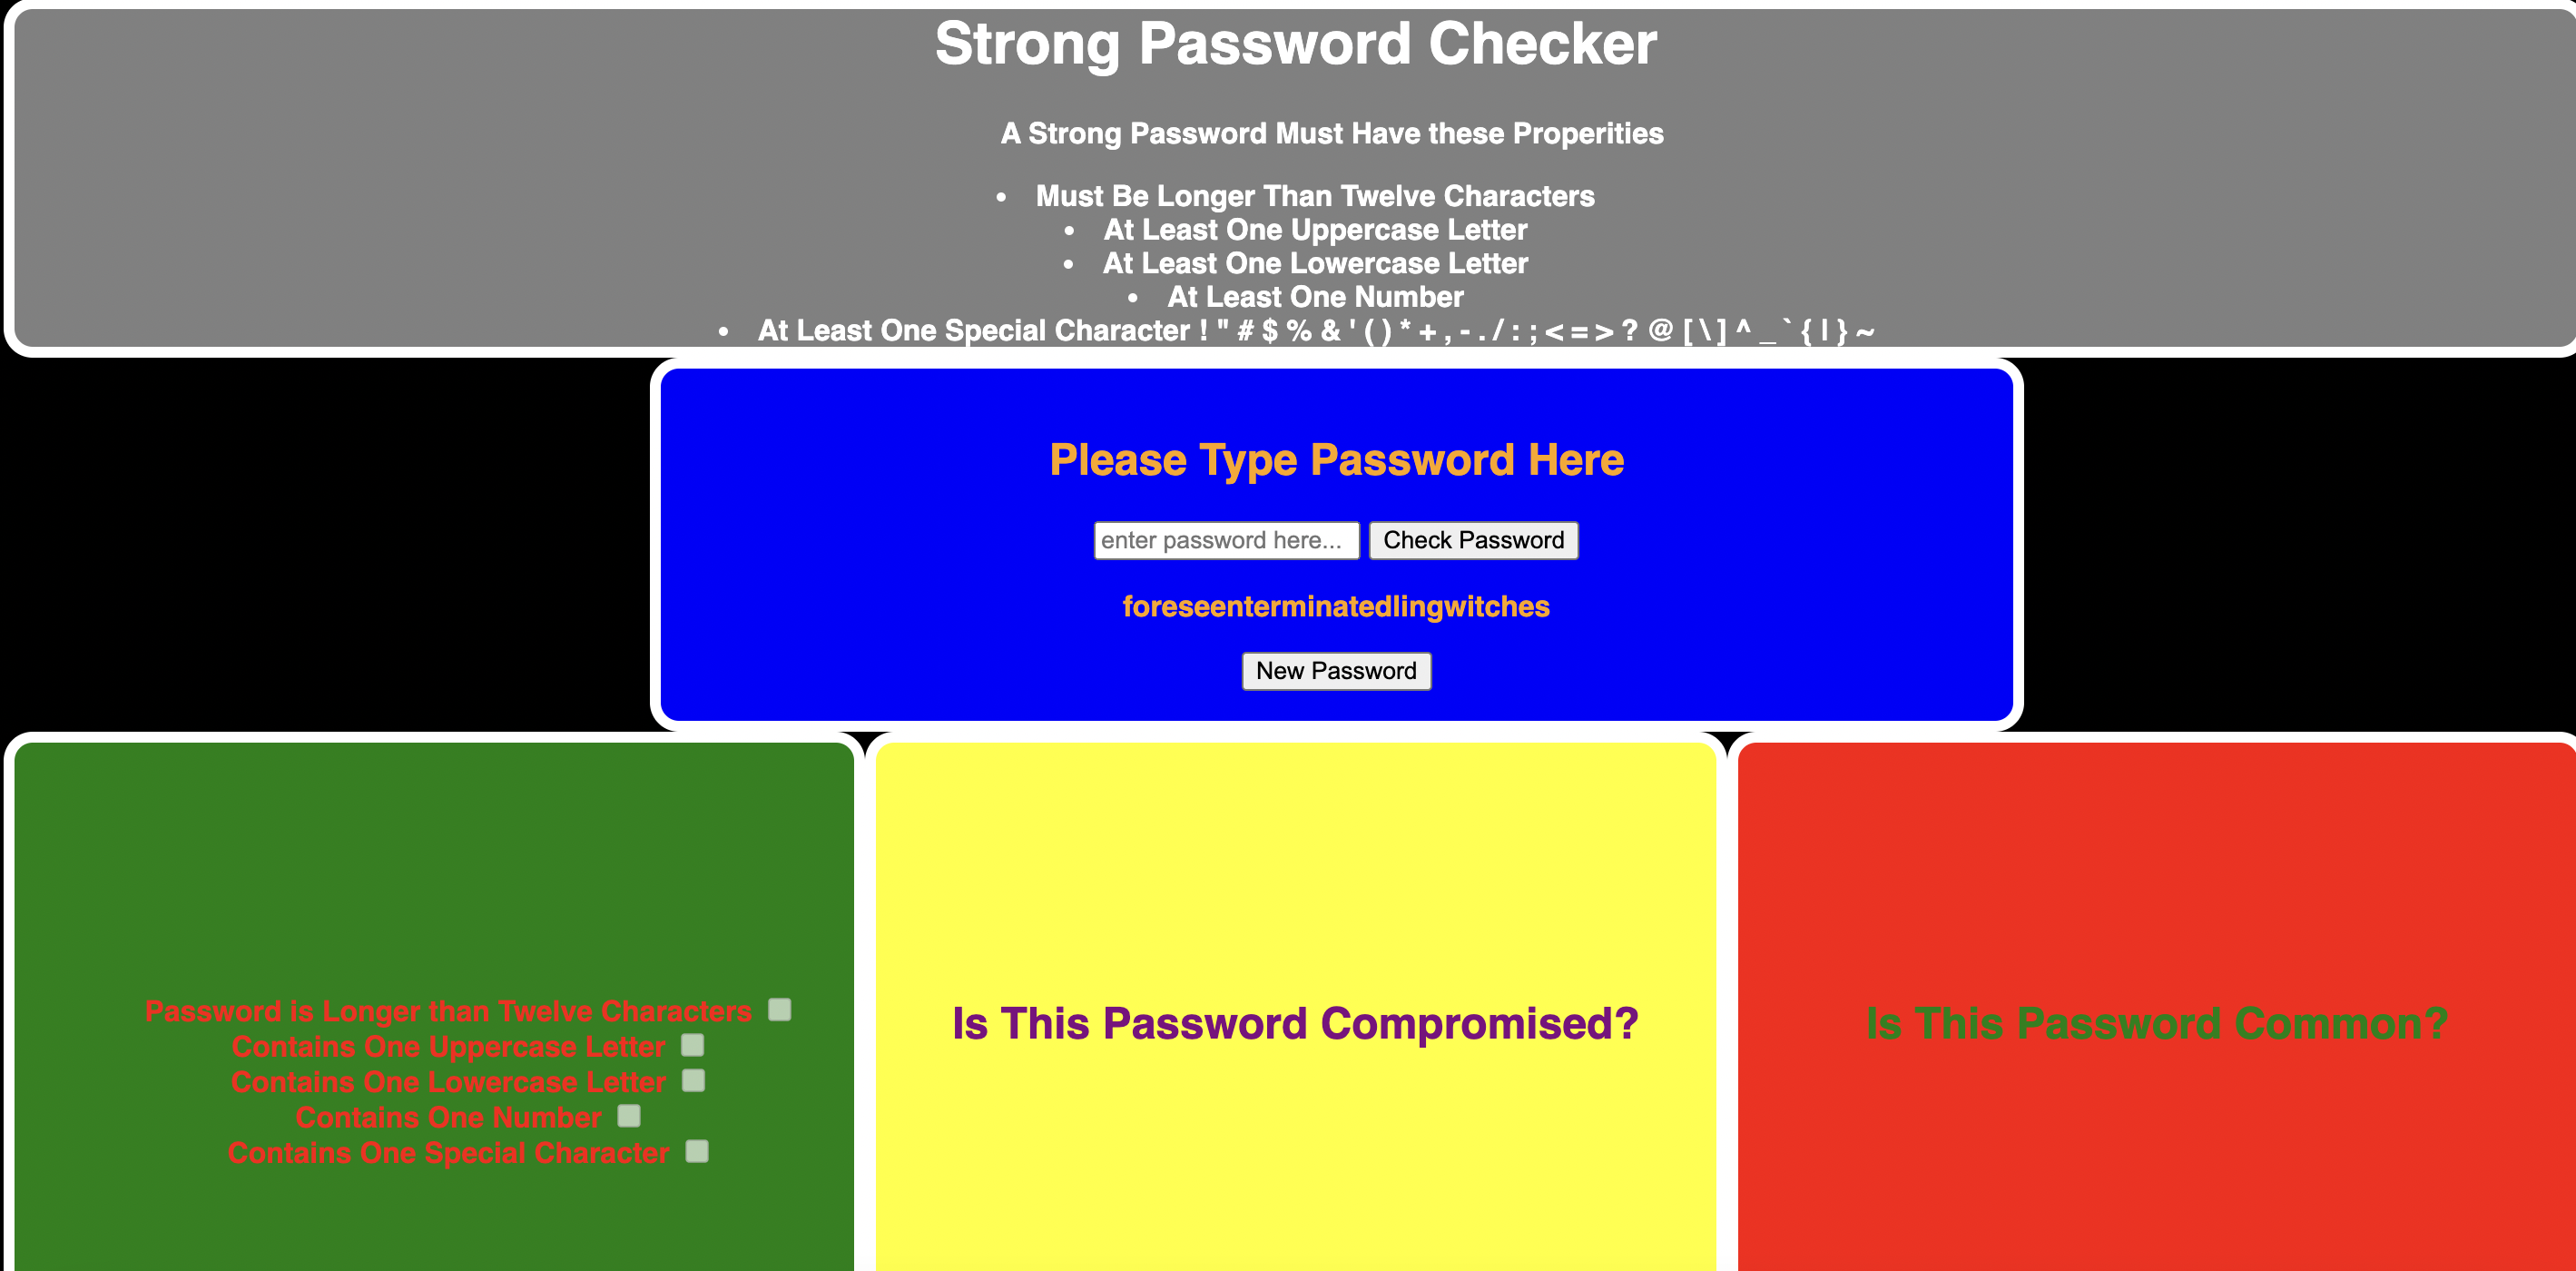 Strong Password Checker
A Strong Password Must Have these Properities
• Must Be Longer Than Twelve Characters
• At Least One Uppercase Letter
• At Least One Lowercase Letter
• At Least One Number
• At Least One Special Character ! " # $ % & ' ( ) * + , - . / : ; < = > ? @ [ \ ] ^ _ ` { | } ~
Please Type Password Here
enter password here... Check Password
foreseenterminatedlingwitches
New Password
Password is Longer than Twelve Characters
Contains One Uppercase Letter
Contains One Lowercase Letter
Contains One Number
Contains One Special Character
Is This Password Compromised?
Is This Password Common?